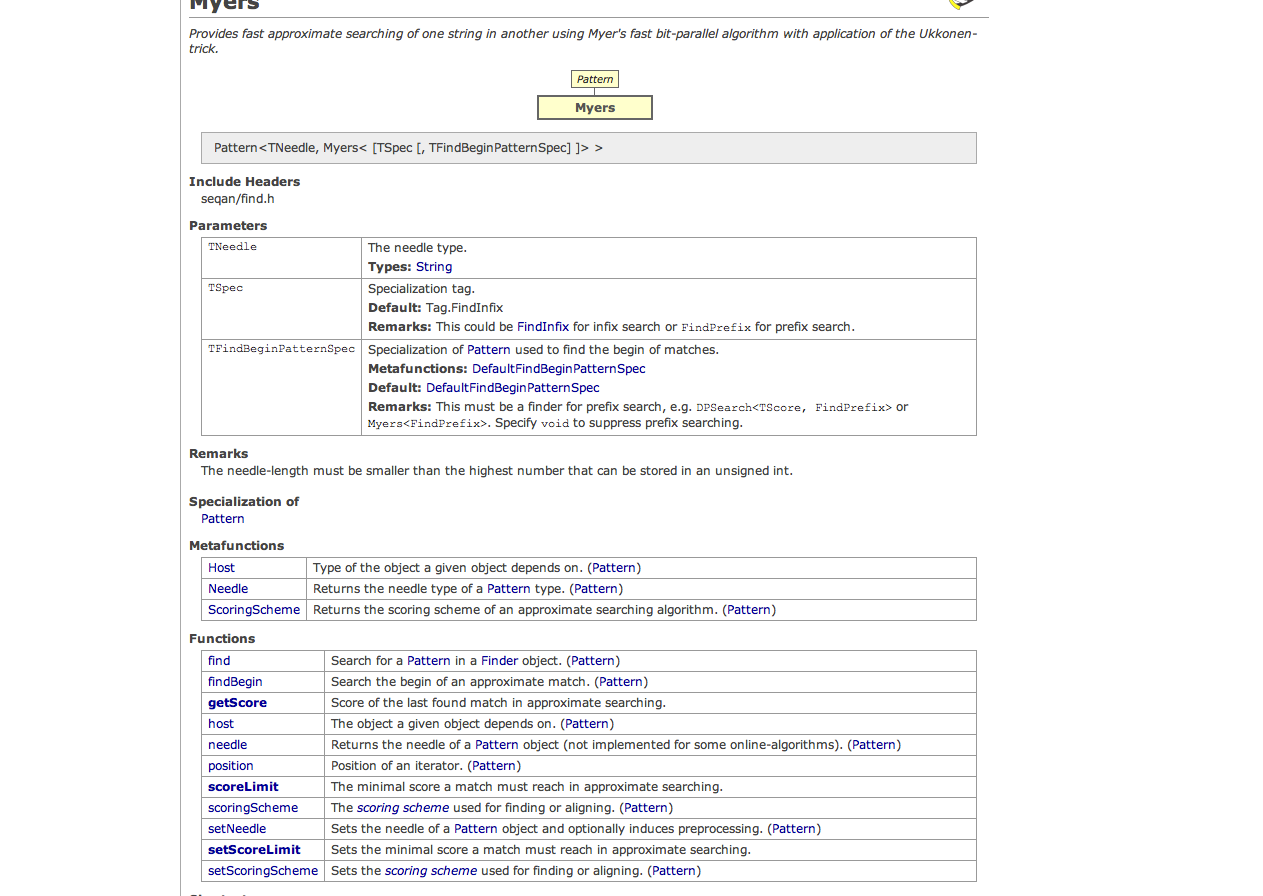 Myers
Provides fast approximate searching of one string in another using Myer's fast bit-parallel algorithm with application of the Ukkonen-
trick.
Pattern
Myers
Pattern<TNeedle, Myers< [TSpec [, TFindBeginPatternSpec] ]> >
Include Headers
seqan/find.h
Parameters
TNeedle The needle type.
Types: String
TSpec Specialization tag.
Default: Tag.FindInfix
Remarks: This could be FindInfix for infix search or FindPrefix for prefix search.
TFindBeginPatternSpec Specialization of Pattern used to find the begin of matches.
Metafunctions: DefaultFindBeginPatternSpec
Default: DefaultFindBeginPatternSpec
Remarks: This must be a finder for prefix search, e.g. DPSearch<TScore, FindPrefix> or
Myers<FindPrefix>. Specify void to suppress prefix searching.
Remarks
The needle-length must be smaller than the highest number that can be stored in an unsigned int.
Specialization of
Pattern
Metafunctions
Host Type of the object a given object depends on. (Pattern)
Needle Returns the needle type of a Pattern type. (Pattern)
ScoringScheme Returns the scoring scheme of an approximate searching algorithm. (Pattern)
Functions
find Search for a Pattern in a Finder object. (Pattern)
findBegin Search the begin of an approximate match. (Pattern)
getScore Score of the last found match in approximate searching.
host The object a given object depends on. (Pattern)
needle Returns the needle of a Pattern object (not implemented for some online-algorithms). (Pattern)
position Position of an iterator. (Pattern)
scoreLimit The minimal score a match must reach in approximate searching.
scoringScheme The scoring scheme used for finding or aligning. (Pattern)
setNeedle Sets the needle of a Pattern object and optionally induces preprocessing. (Pattern)
setScoreLimit Sets the minimal score a match must reach in approximate searching.
setScoringScheme Sets the scoring scheme used for finding or aligning. (Pattern)